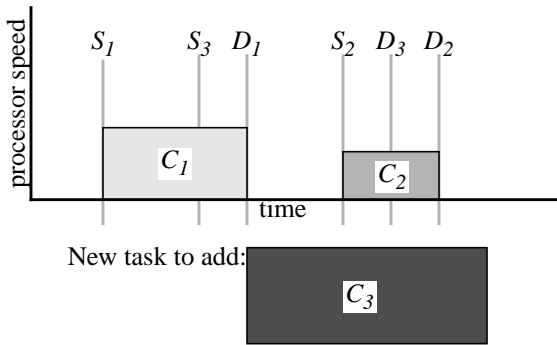 S1 S3 D1 S2 D3 D2
processor speed
C1
C2
time
New task to add:
C3